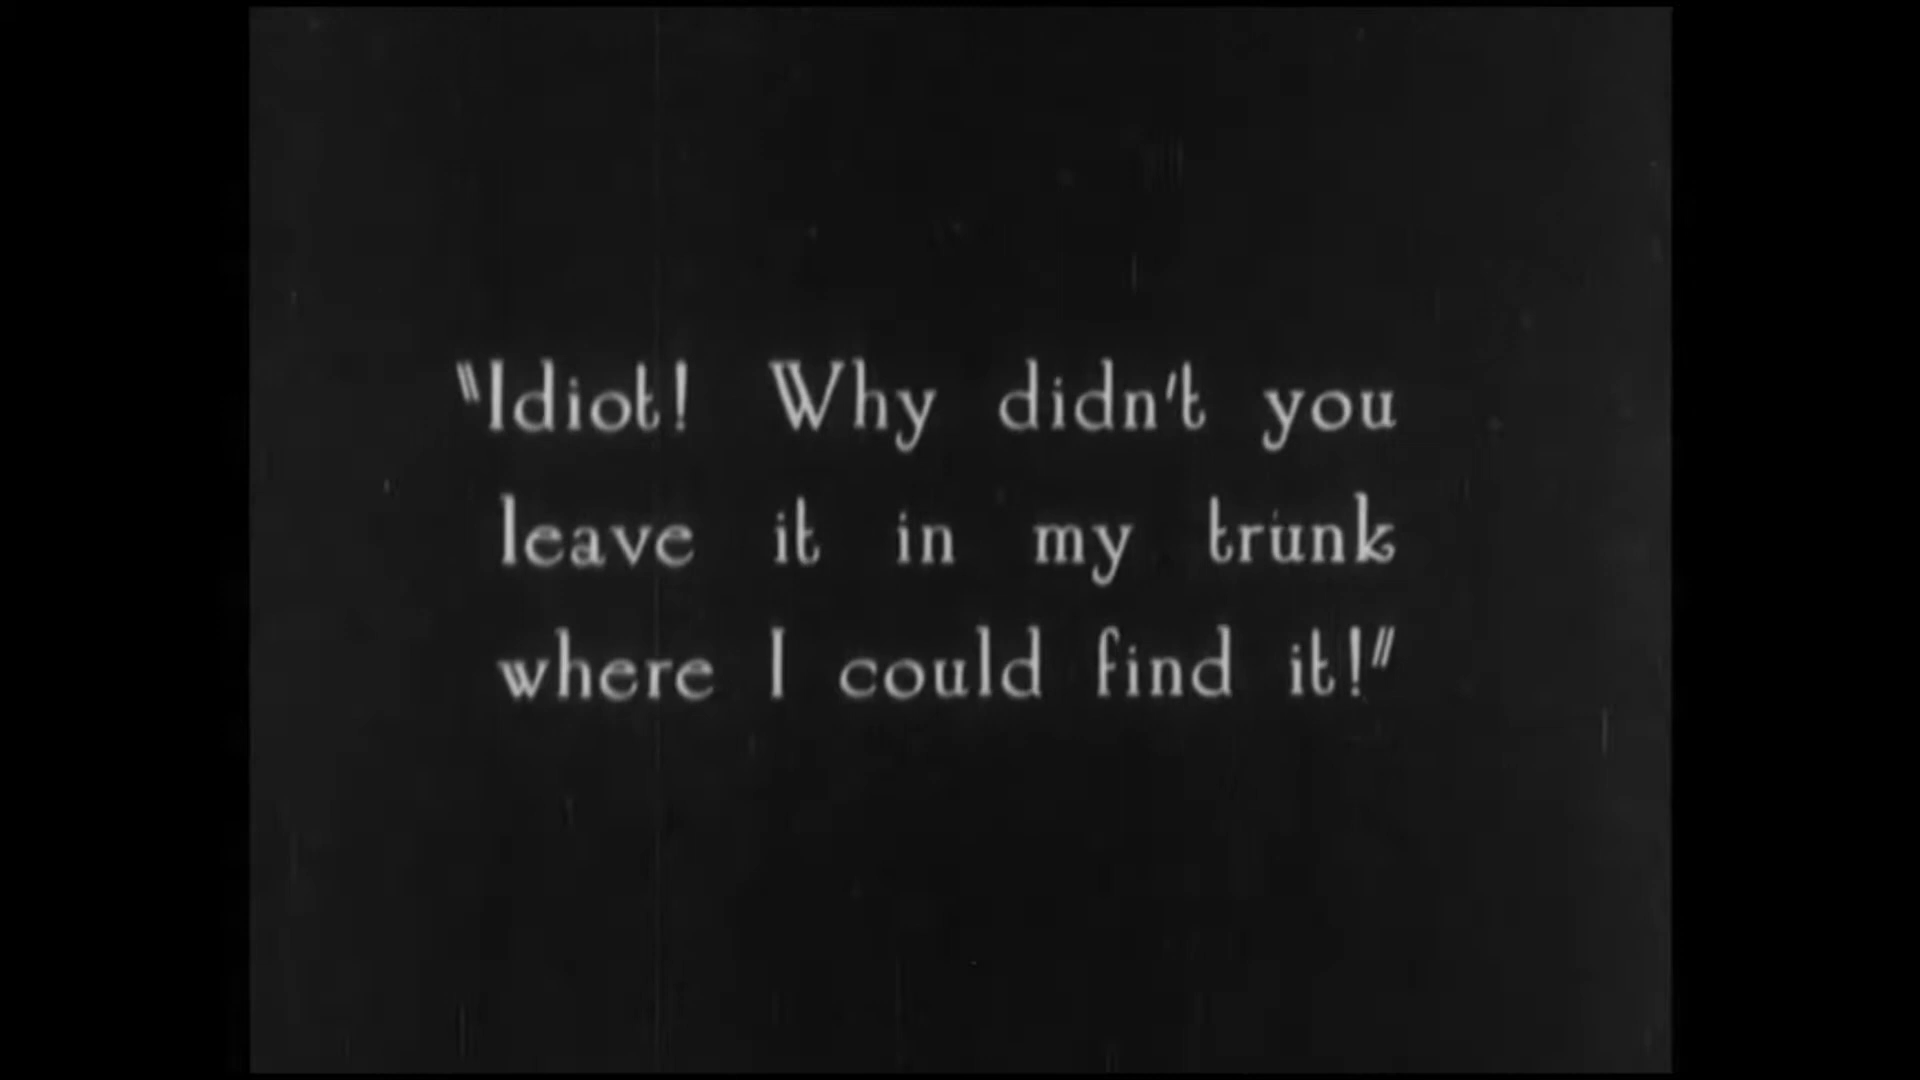 "Idiot! Why didn't you
leave it in my trunk
where I could find it!"